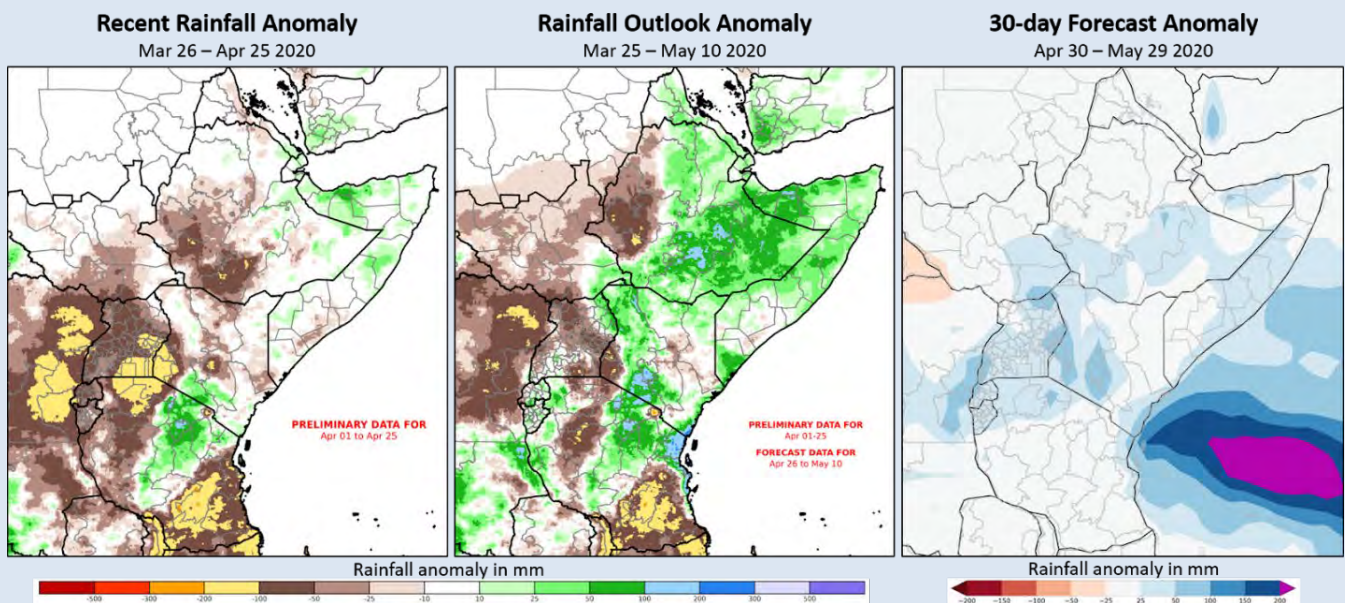 Recent Rainfall Anomaly
Mar 26 – Apr 25 2020
Rainfall Outlook Anomaly
Mar 25 – May 10 2020
30-day Forecast Anomaly
Apr 30 – May 29 2020
PRELIMINARY DATA FOR
Apr 01 to Apr 25
PRELIMINARY DATA FOR
Apr 01-25
FORECAST DATA FOR
Apr 26 to May 10
Rainfall anomaly in mm
-500 -300 -200 -100 -50 -25 -10 10 25 50 100 200 300 500
Rainfall anomaly in mm
−200 −150 −100 −50 −25 25 50 100 150 200